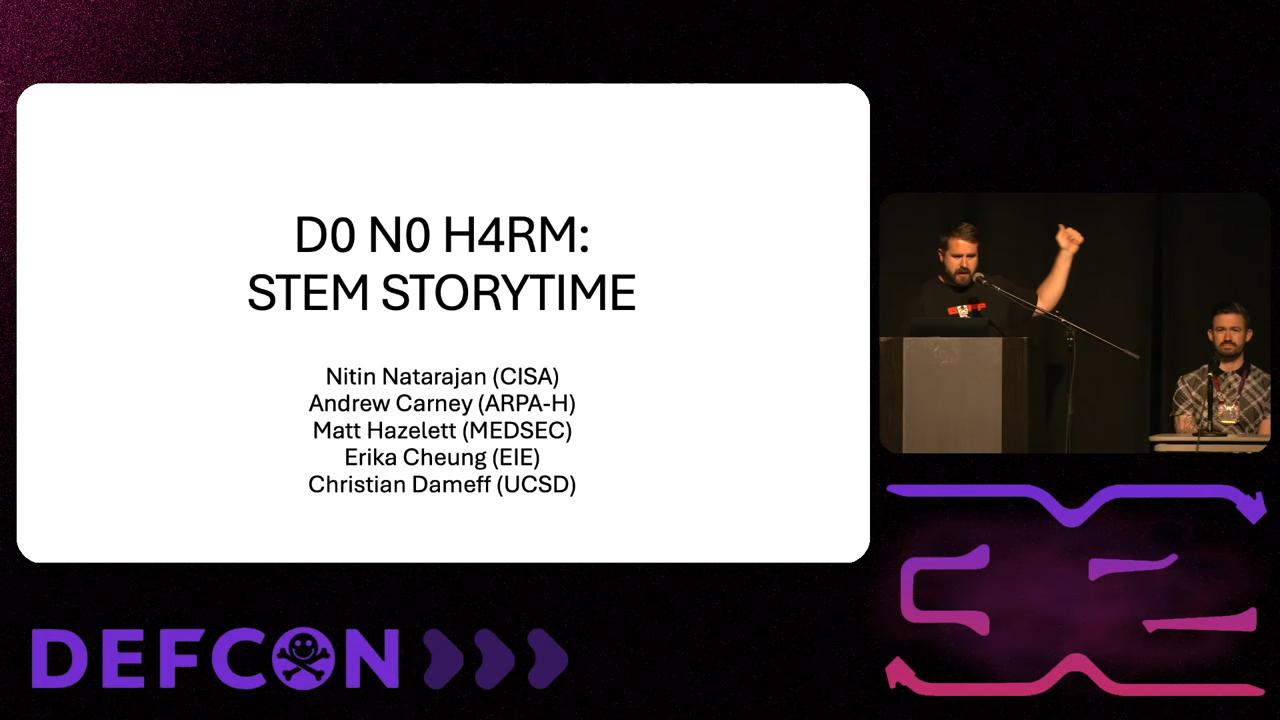 D0 N0 H4RM:
STEM STORYTIME
Nitin Natarajan (CISA)
Andrew Carney (ARPA-H)
Matt Hazelett (MEDSEC)
Erika Cheung (EIE)
Christian Dameff (UCSD)
DEFCON